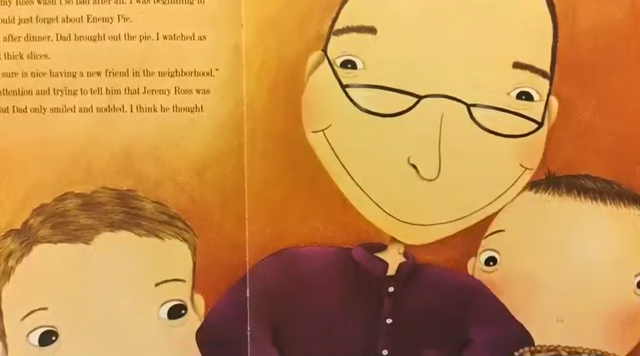 my Ross wasn't so bad after all. I was beginning to
ould just forget about Enemy Pie.
after dinner, Dad brought out the pie. I watched as
thick slices.
sure is nice having a new friend in the neighborhood."
attention and trying to tell him that Jeremy Ross was
But Dad only smiled and nodded. I think he thought